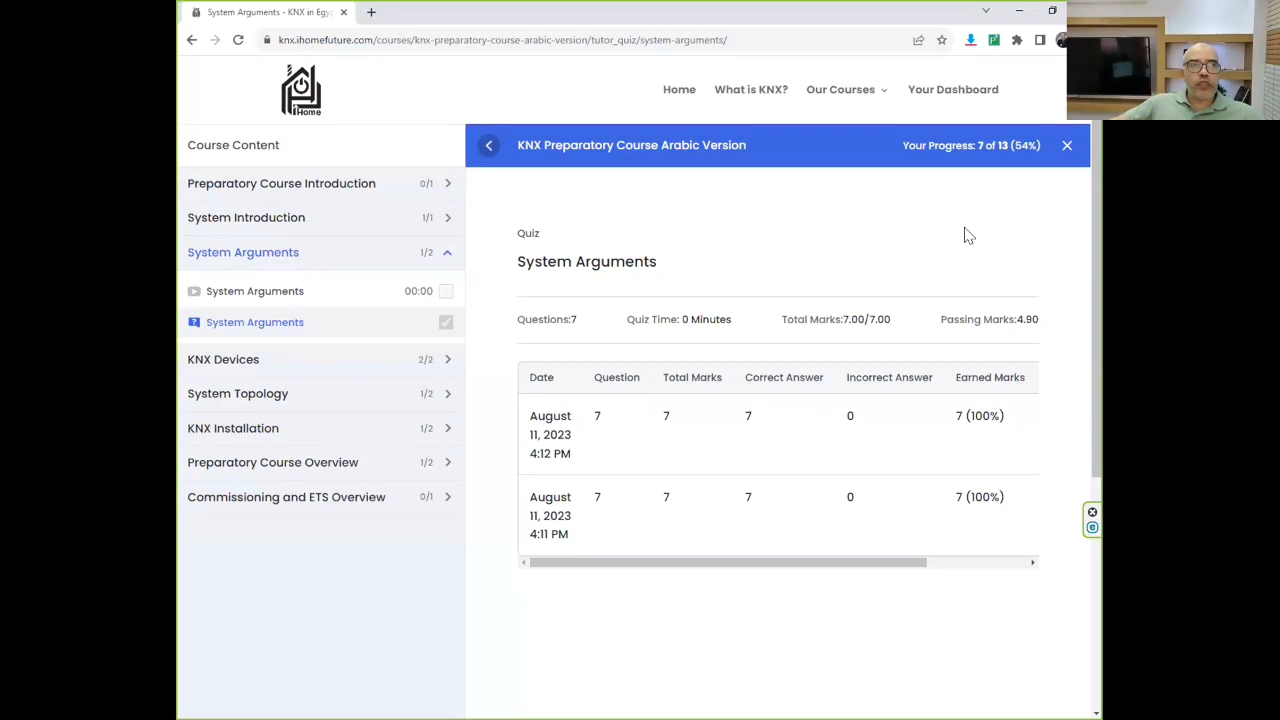 System Arguments - KNX in Egy
knx.ihomefuture.com/courses/knx-preparatory-course-arabic-version/tutor_quiz/system-arguments/
iHome
Home What is KNX? Our Courses Your Dashboard
Course Content
Preparatory Course Introduction 0/1
System Introduction 1/1
System Arguments 1/2
System Arguments 00:00
System Arguments
KNX Devices 2/2
System Topology 1/2
KNX Installation 1/2
Preparatory Course Overview 1/2
Commissioning and ETS Overview 0/1
KNX Preparatory Course Arabic Version Your Progress: 7 of 13 (54%)
Quiz
System Arguments
Questions:7 Quiz Time: 0 Minutes Total Marks:7.00/7.00 Passing Marks:4.90
Date Question Total Marks Correct Answer Incorrect Answer Earned Marks
August 7 7 7 0 7 (100%)
11, 2023
4:12 PM
August 7 7 7 0 7 (100%)
11, 2023
4:11 PM